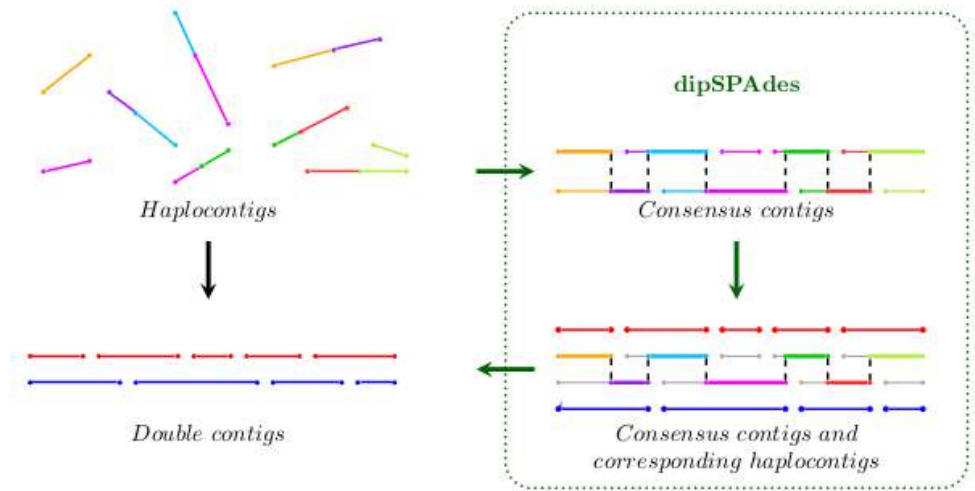 dipSPAdes
Haplocontigs
Consensus contigs
Double contigs
Consensus contigs and
corresponding haplocontigs